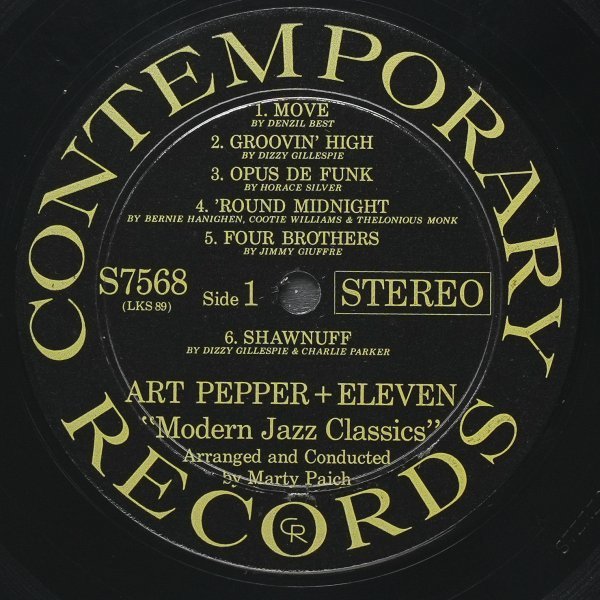 CONTEMPORARY
1. MOVE
BY DENZIL BEST
2. GROOVIN' HIGH
BY DIZZY GILLESPIE
3. OPUS DE FUNK
BY HORACE SILVER
4. 'ROUND MIDNIGHT
BY BERNIE HANIGHEN, COOTIE WILLIAMS & THELONIOUS MONK
5. FOUR BROTHERS
BY JIMMY GIUFFRE
S7568 Side 1 STEREO
(LKS 89)
6. SHAWNUFF
BY DIZZY GILLESPIE & CHARLIE PARKER
ART PEPPER + ELEVEN
"Modern Jazz Classics"
Arranged and Conducted
by Marty Paich
RECORDS
CR